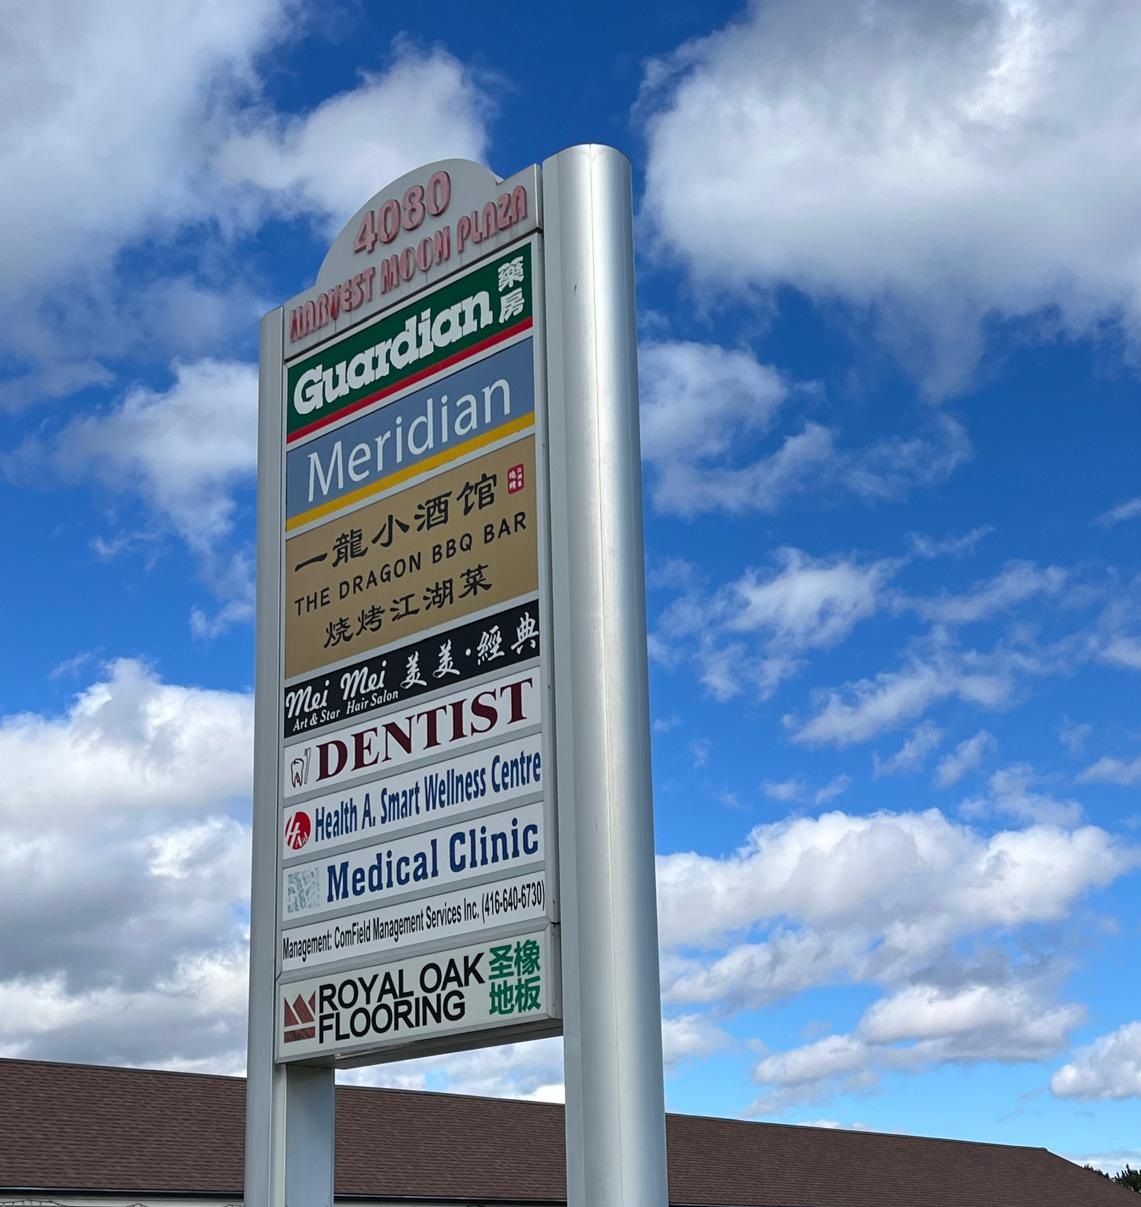 4080
HARVEST MOON PLAZA
Guardian 藥房
Meridian
一龍小酒馆
THE DRAGON BBQ BAR
烧烤江湖菜
Mei Mei 美美·經典
Art & Star Hair Salon
DENTIST
Health A. Smart Wellness Centre
Medical Clinic
Management: ComField Management Services Inc. (416-640-6730)
ROYAL OAK 圣橡
FLOORING 地板